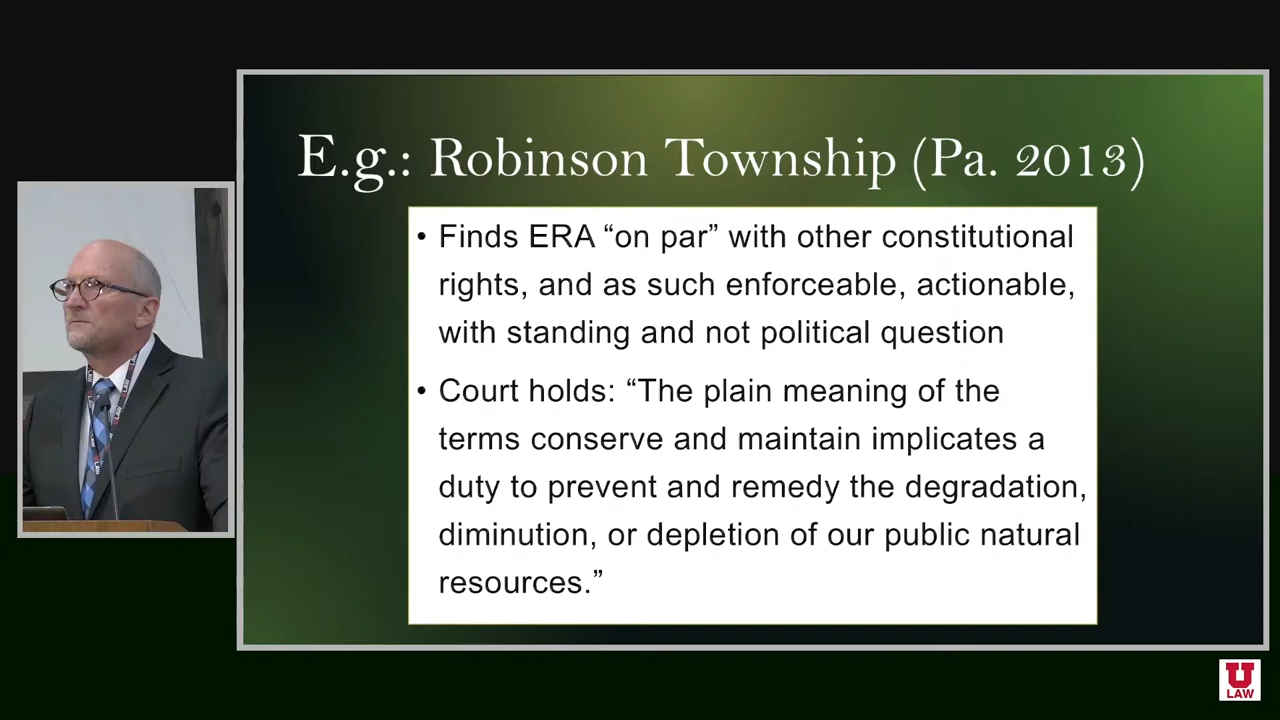 E.g.: Robinson Township (Pa. 2013)
• Finds ERA “on par” with other constitutional
rights, and as such enforceable, actionable,
with standing and not political question
• Court holds: “The plain meaning of the
terms conserve and maintain implicates a
duty to prevent and remedy the degradation,
diminution, or depletion of our public natural
resources.”
LAW
U
LAW